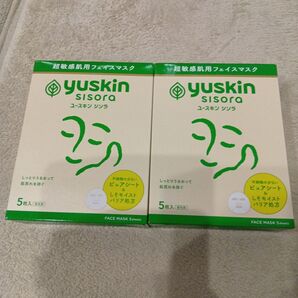 超敏感肌用フェイスマスク
yuskin
sisora
ユースキン シソラ
しっとりうるおって
肌荒れを防ぐ
ピュアシート
&
しそモイスト
バリア処方
5枚入
FACE MASK 5sheets
超敏感肌用フェイスマスク
yuskin
sisora
ユースキン シソラ
しっとりうるおって
肌荒れを防ぐ
ピュアシート
&
しそモイスト
バリア処方
5枚入
FACE MASK 5sheets